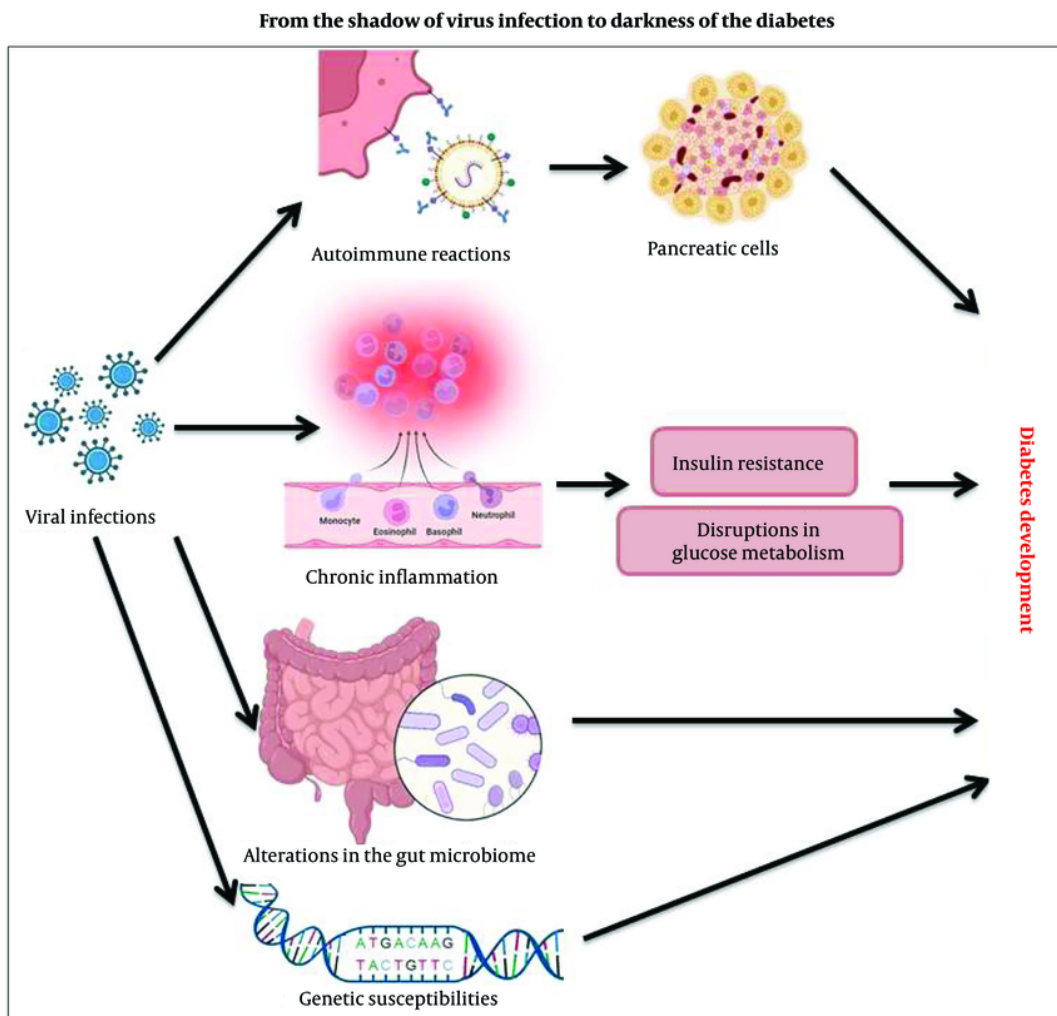 From the shadow of virus infection to darkness of the diabetes
Autoimmune reactions
Pancreatic cells
Viral infections
Monocyte
Eosinophil
Basophil
Neutrophil
Chronic inflammation
Insulin resistance
Disruptions in
glucose metabolism
Diabetes development
Alterations in the gut microbiome
ATGACAAG
TACTGTTC
Genetic susceptibilities